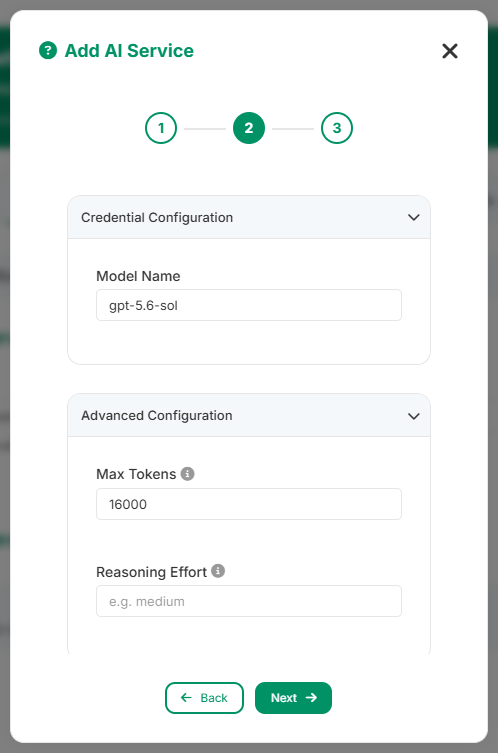 Add AI Service
1
2
3
Credential Configuration
Model Name
gpt-5.6-sol
Advanced Configuration
Max Tokens
16000
Reasoning Effort
e.g. medium
Back
Next